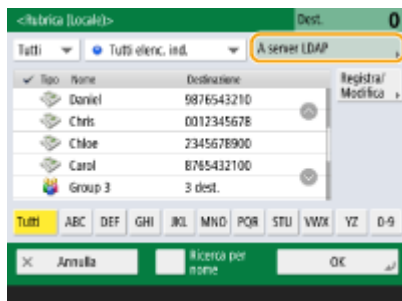 <Rubrica (Locale)> Dest. 0
Tutti Tutti elenc. ind. A server LDAP
Tipo Nome Destinazione
Registra/
Modifica
Daniel 9876543210
Chris 0012345678
Chloe 2345678900
Carol 8765432100
Group 3 3 dest.
Tutti ABC DEF GHI JKL MNO PQR STU VWX YZ 0-9
Annulla Ricerca per
nome OK